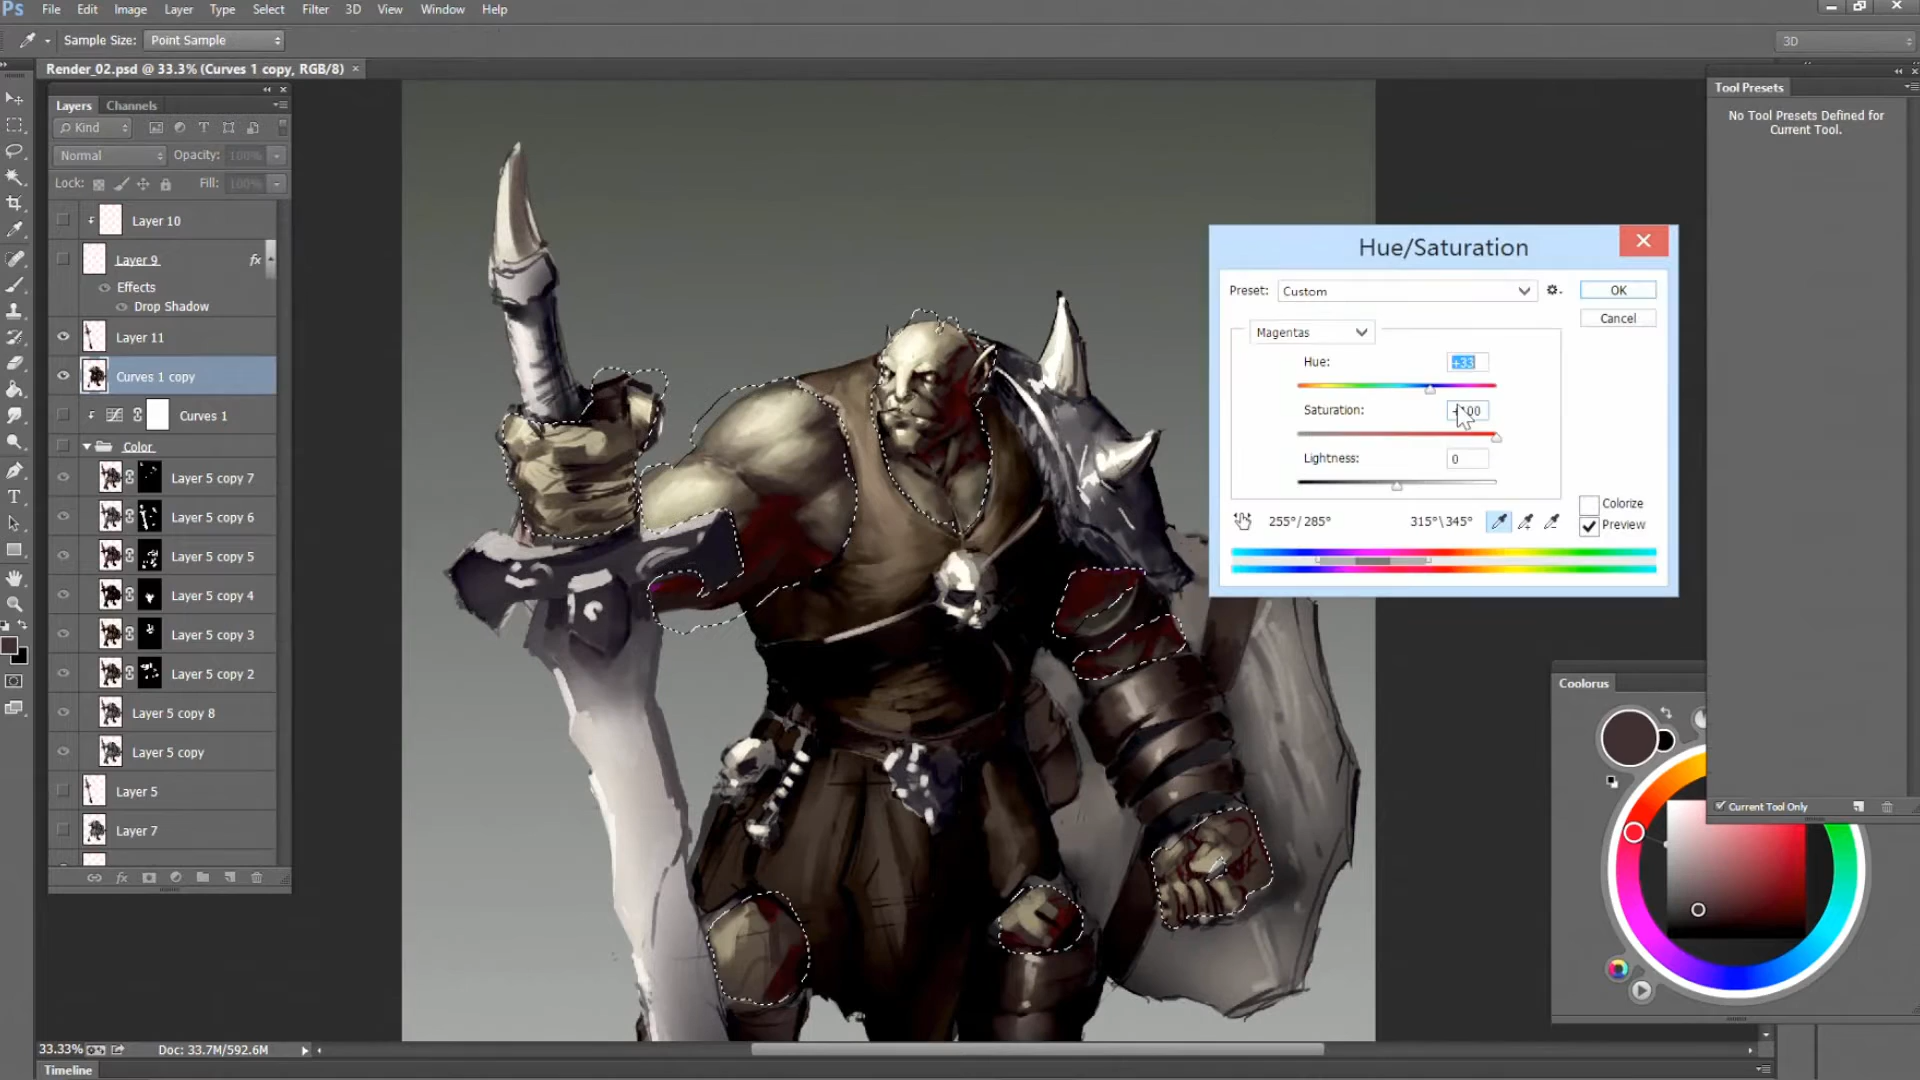 Ps File Edit Image Layer Type Select Filter 3D View Window Help
Sample Size: Point Sample 3D
Render_02.psd @ 33.3% (Curves 1 copy, RGB/8) ×
Layers Channels
Kind
Normal Opacity: 100%
Lock: Fill: 100%
Layer 10
Layer 9 fx
Effects
Drop Shadow
Layer 11
Curves 1 copy
Curves 1
Color
Layer 5 copy 7
Layer 5 copy 6
Layer 5 copy 5
Layer 5 copy 4
Layer 5 copy 3
Layer 5 copy 2
Layer 5 copy 8
Layer 5 copy
Layer 5
Layer 7
fx
33.33% Doc: 33.7M/592.6M
Timeline
Hue/Saturation
Preset: Custom OK
Cancel
Magentas
Hue: +33
Saturation:
Lightness: 0
Colorize
255°/285° 315°\345° Preview
Tool Presets
No Tool Presets Defined for
Current Tool.
Current Tool Only
Coolorus